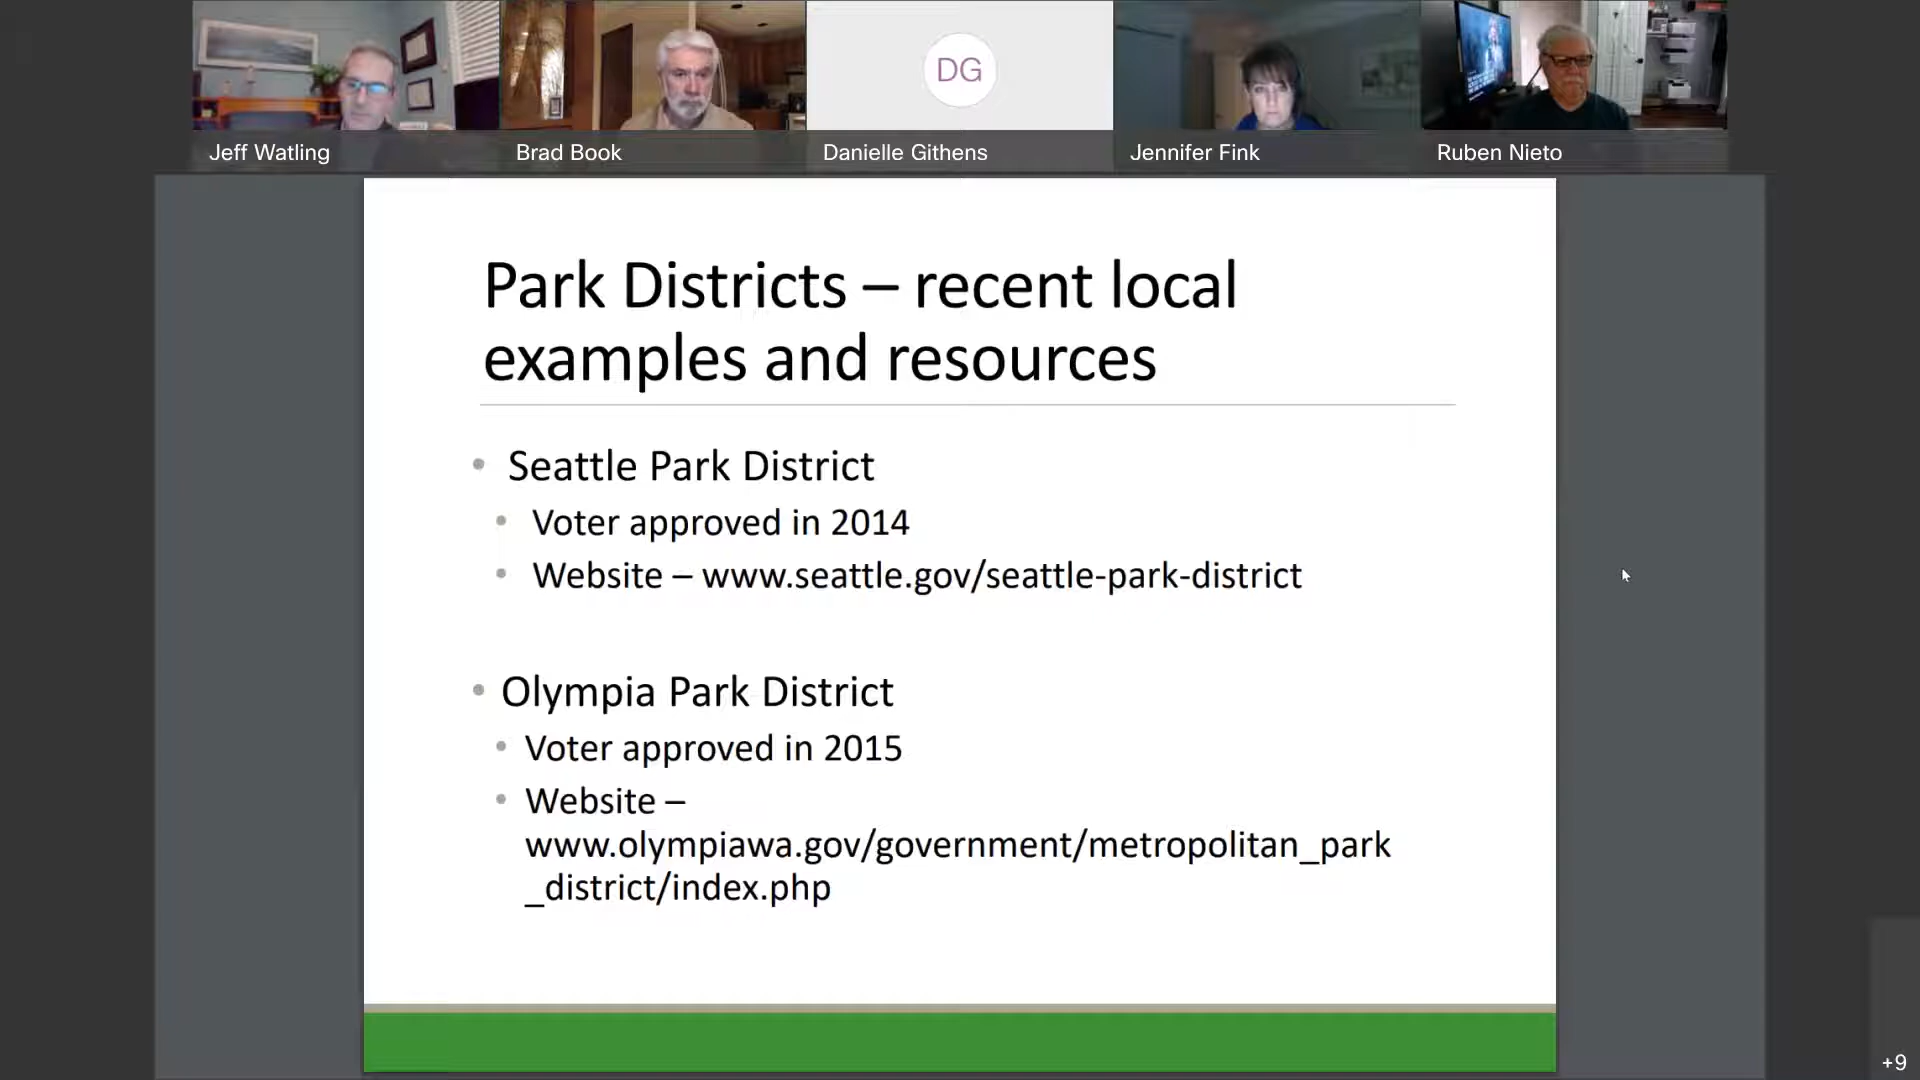 DG
Jeff Watling
Brad Book
Danielle Githens
Jennifer Fink
Ruben Nieto
Park Districts – recent local
examples and resources
• Seattle Park District
• Voter approved in 2014
• Website – www.seattle.gov/seattle-park-district
• Olympia Park District
• Voter approved in 2015
• Website –
www.olympiawa.gov/government/metropolitan_park
_district/index.php
+9